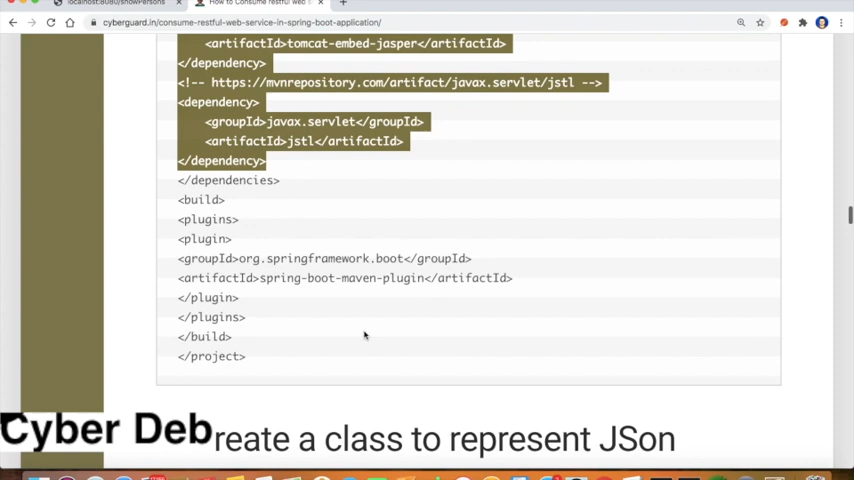 localhost:8080/showPersons
How to Consume restful web s
cyberguard.in/consume-restful-web-service-in-spring-boot-application/
<artifactId>tomcat-embed-jasper</artifactId>
</dependency>
<!-- https://mvnrepository.com/artifact/javax.servlet/jstl -->
<dependency>
<groupId>javax.servlet</groupId>
<artifactId>jstl</artifactId>
</dependency>
</dependencies>
<build>
<plugins>
<plugin>
<groupId>org.springframework.boot</groupId>
<artifactId>spring-boot-maven-plugin</artifactId>
</plugin>
</plugins>
</build>
</project>
Cyber Deb
reate a class to represent JSon